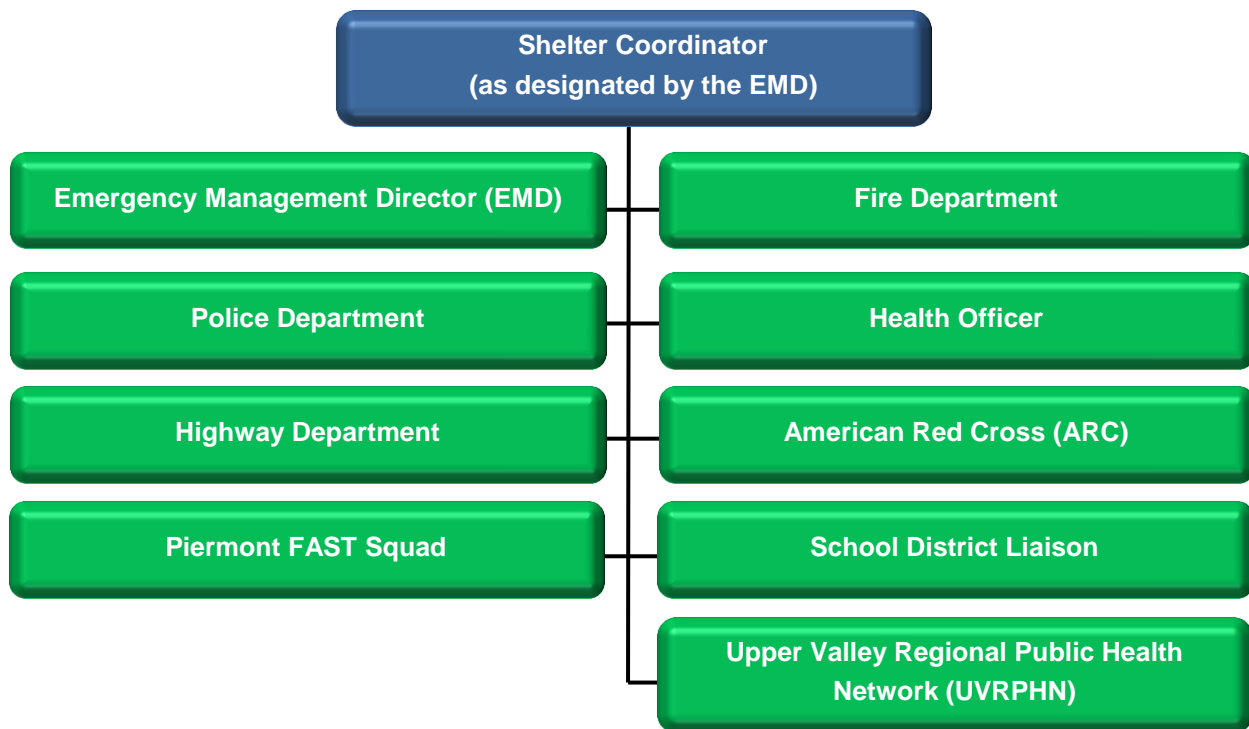 Shelter Coordinator
(as designated by the EMD)
Emergency Management Director (EMD)
Fire Department
Police Department
Health Officer
Highway Department
American Red Cross (ARC)
Piermont FAST Squad
School District Liaison
Upper Valley Regional Public Health
Network (UVRPHN)